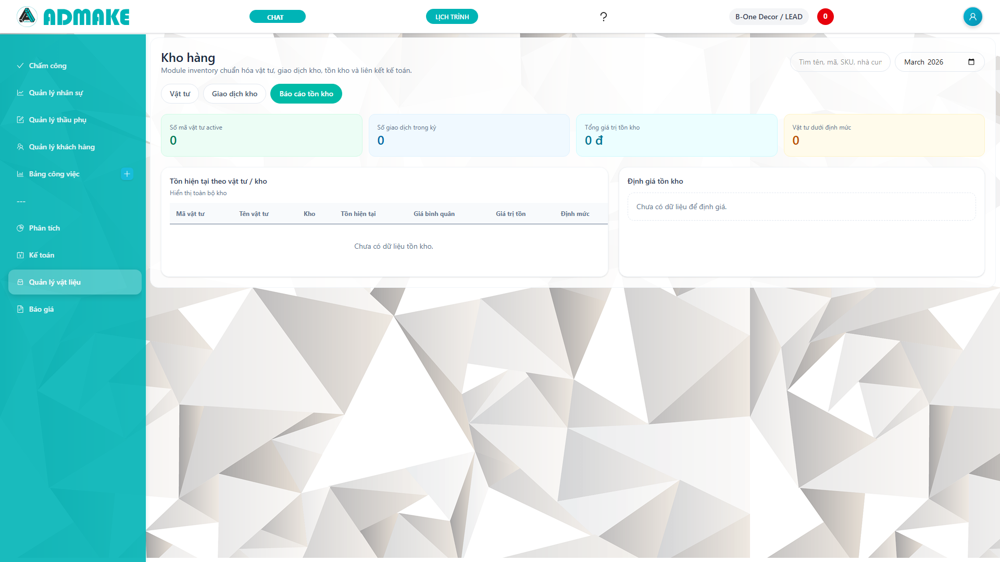 ADMAKE
CHAT
LỊCH TRÌNH
?
B-One Decor / LEAD
0
Chấm công
Quản lý nhân sự
Quản lý thầu phụ
Quản lý khách hàng
Bảng công việc
---
Phân tích
Kế toán
Quản lý vật liệu
Báo giá
Kho hàng
Module inventory chuẩn hóa vật tư, giao dịch kho, tồn kho và liên kết kế toán.
Tìm tên, mã, SKU, nhà cun
March 2026
Vật tư
Giao dịch kho
Báo cáo tồn kho
Số mã vật tư active
0
Số giao dịch trong kỳ
0
Tổng giá trị tồn kho
0 đ
Vật tư dưới định mức
0
Tồn hiện tại theo vật tư / kho
Hiển thị toàn bộ kho
Mã vật tư Tên vật tư Kho Tồn hiện tại Giá bình quân Giá trị tồn Định mức
Chưa có dữ liệu tồn kho.
Định giá tồn kho
Chưa có dữ liệu để định giá.